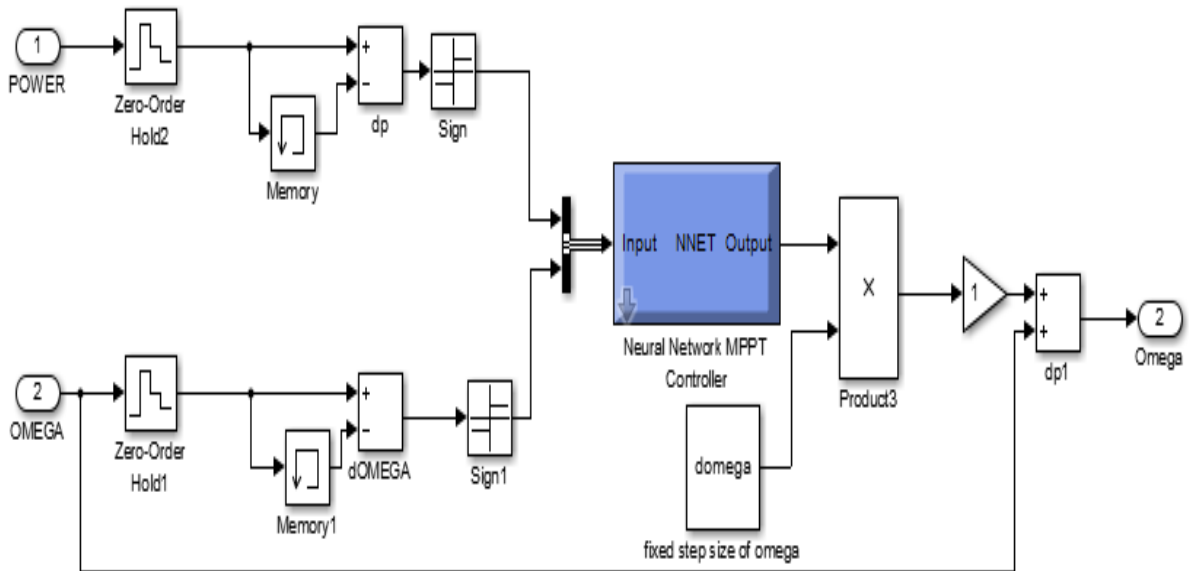 1
POWER
Zero-Order
Hold2
+
−
dp
Memory
Sign
Input NNET Output
Neural Network MPPT
Controller
X
Product3
1
+
+
dp1
2
Omega
2
OMEGA
Zero-Order
Hold1
+
−
dOMEGA
Memory1
Sign1
domega
fixed step size of omega